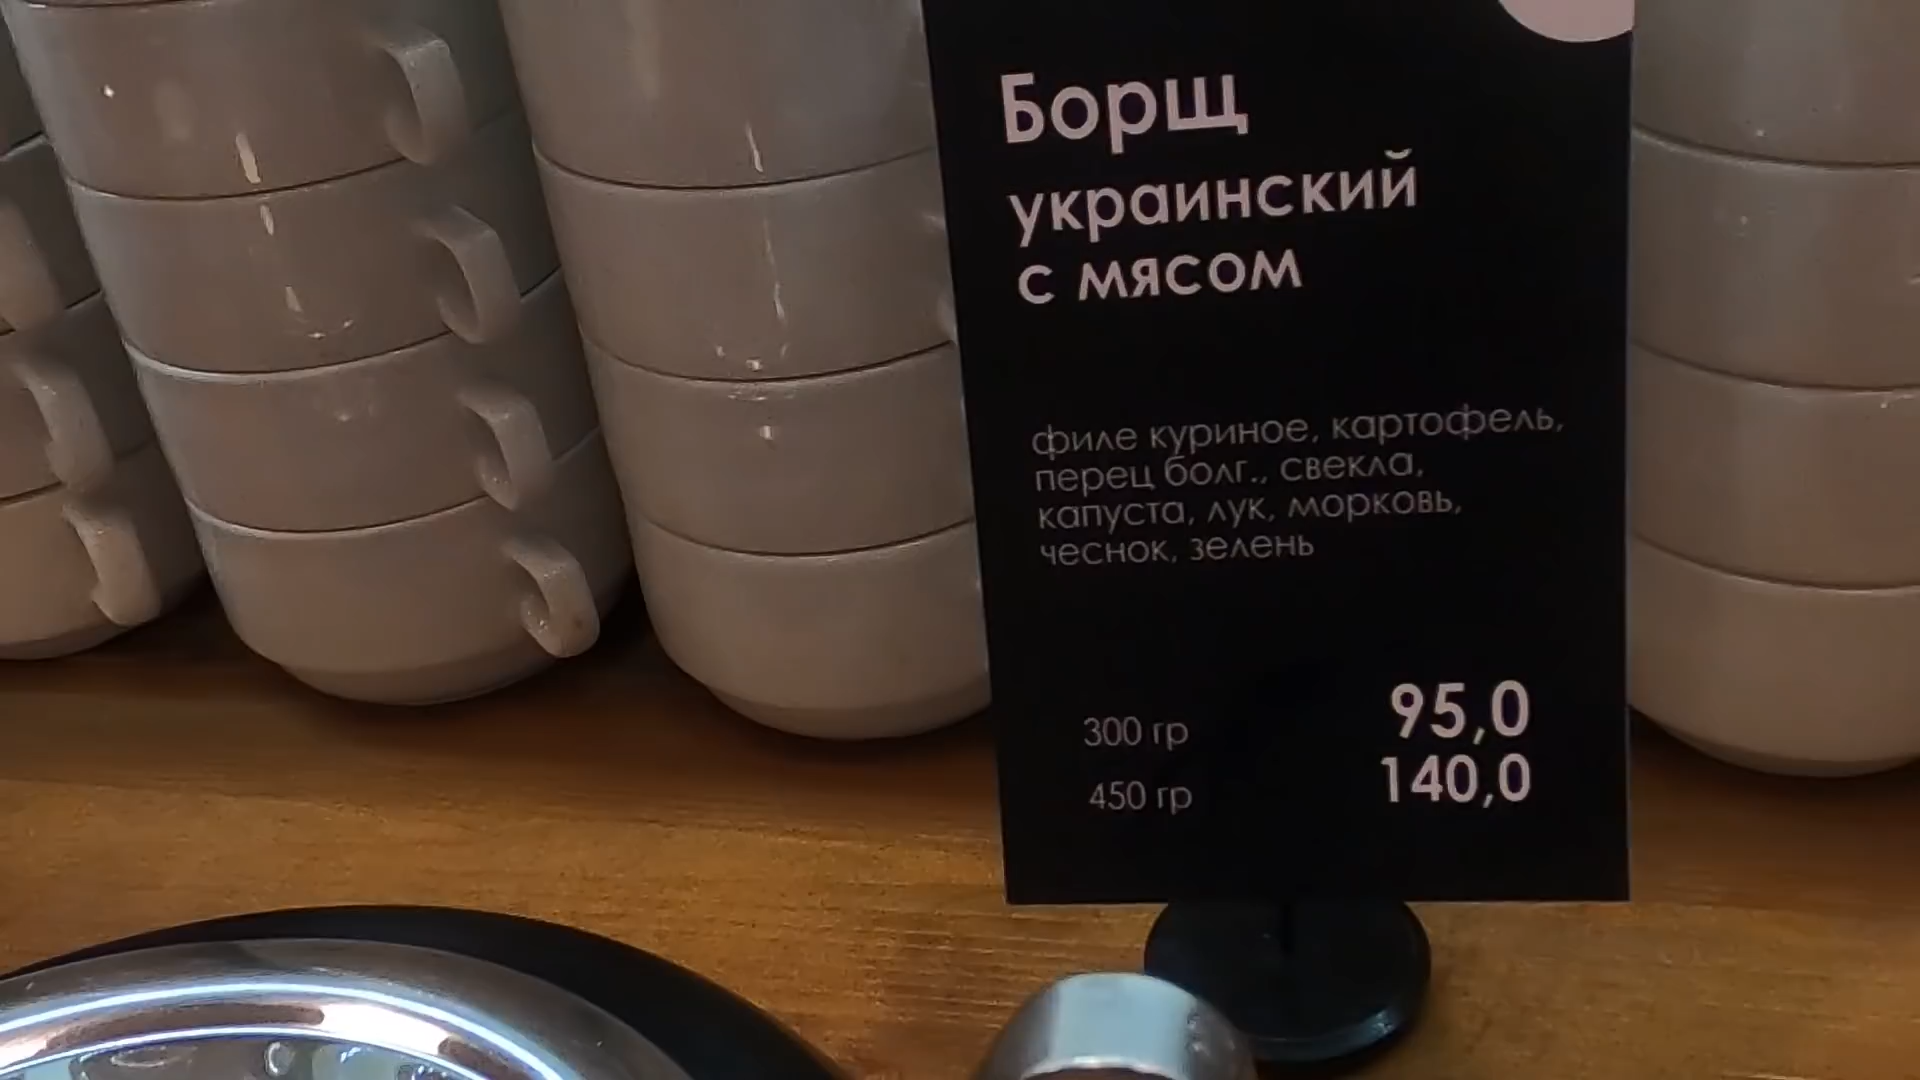 Борщ
украинский
с мясом
филе куриное, картофель,
перец болг., свекла,
капуста, лук, морковь,
чеснок, зелень
300 гр 95,0
450 гр 140,0